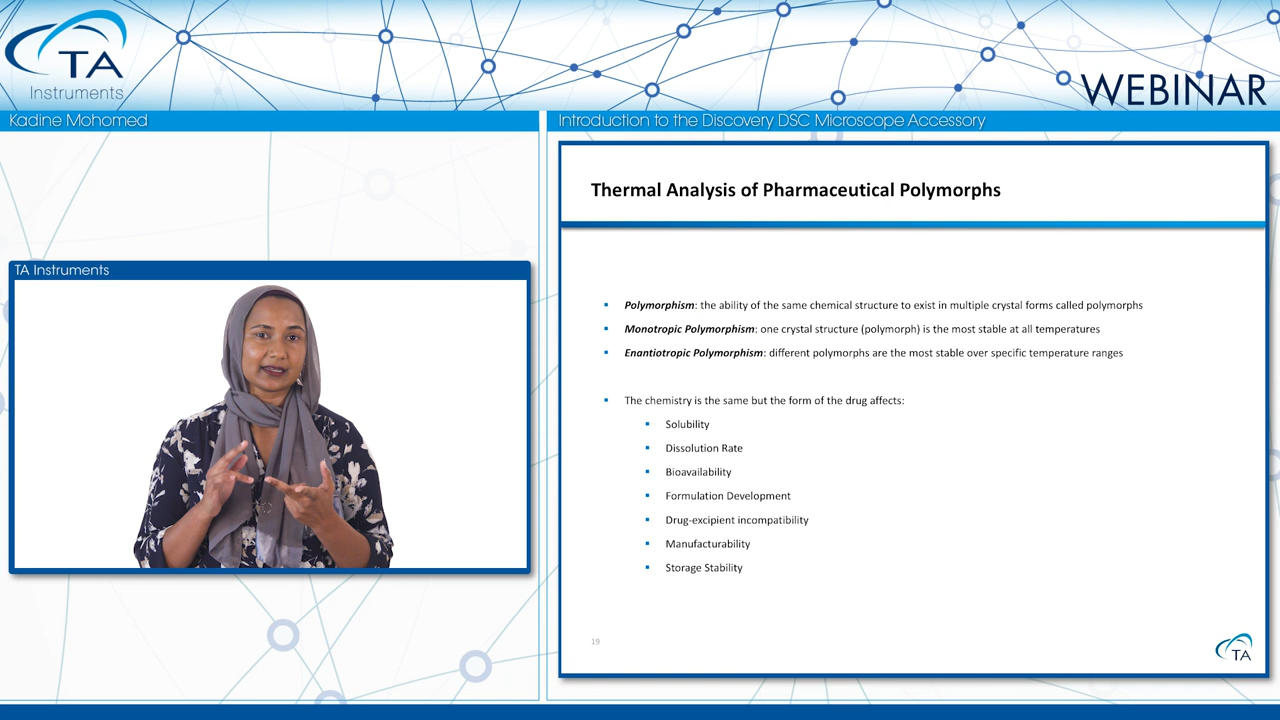 TA
Instruments
WEBINAR
Kadine Mohomed
Introduction to the Discovery DSC Microscope Accessory
TA Instruments
Thermal Analysis of Pharmaceutical Polymorphs
▪ Polymorphism: the ability of the same chemical structure to exist in multiple crystal forms called polymorphs
▪ Monotropic Polymorphism: one crystal structure (polymorph) is the most stable at all temperatures
▪ Enantiotropic Polymorphism: different polymorphs are the most stable over specific temperature ranges
▪ The chemistry is the same but the form of the drug affects:
▪ Solubility
▪ Dissolution Rate
▪ Bioavailability
▪ Formulation Development
▪ Drug-excipient incompatibility
▪ Manufacturability
▪ Storage Stability
19
TA